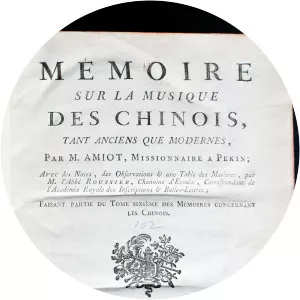 MÉMOIRE
SUR LA MUSIQUE
DES CHINOIS,
TANT ANCIENS QUE MODERNES,
PAR M. AMIOT, MISSIONNAIRE A PEKIN;
Avec des Notes, des Observations & une Table des Matieres, par
M. l'Abbé ROUSSIER, Chanoine d'Ecouis, Correspondant de
l'Académie Royale des Inscriptions & Belles-Lettres;
FAISANT PARTIE DU TOME SIXIEME DES MÉMOIRES CONCERNANT
LES CHINOIS.